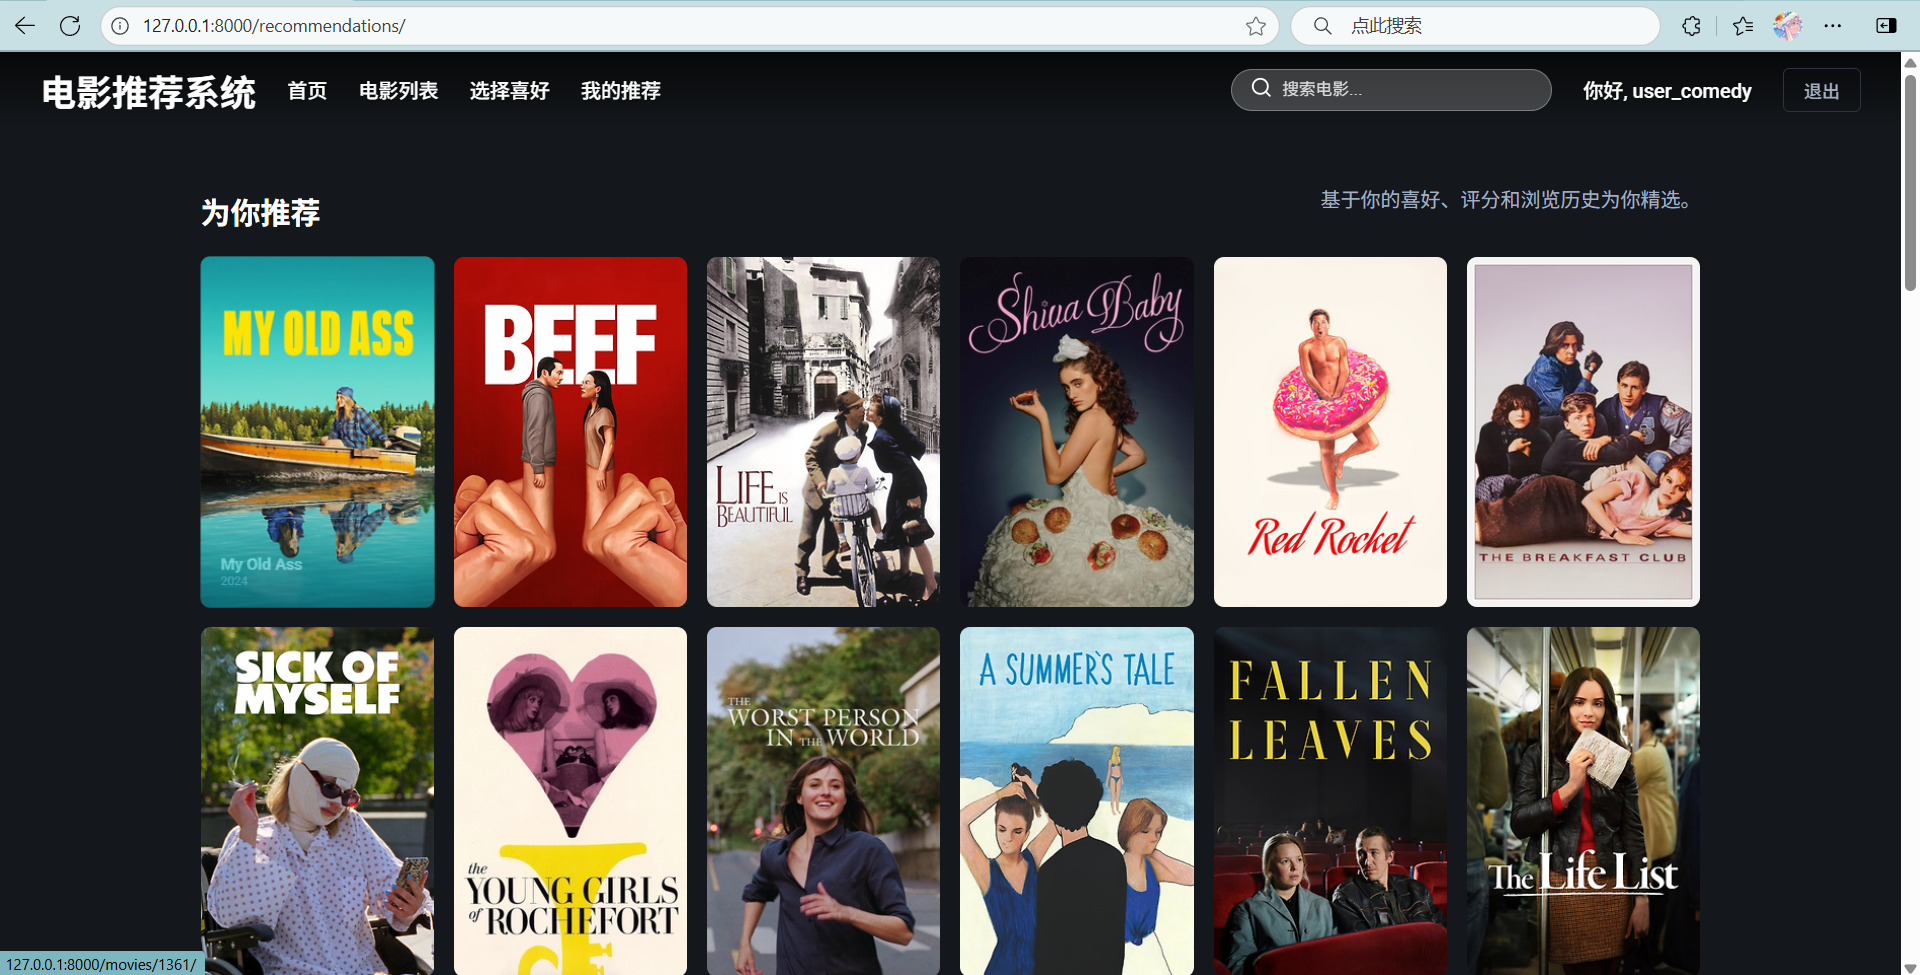 127.0.0.1:8000/recommendations/
点此搜索
电影推荐系统
首页
电影列表
选择喜好
我的推荐
搜索电影...
你好, user_comedy
退出
为你推荐
基于你的喜好、评分和浏览历史为你精选。
MY OLD ASS
My Old Ass
2024
BEEF
LIFE IS
BEAUTIFUL
Shiva Baby
Red Rocket
THE BREAKFAST CLUB
SICK OF
MYSELF
the
YOUNG GIRLS
of ROCHEFORT
THE
WORST PERSON
IN THE WORLD
A SUMMER'S TALE
FALLEN
LEAVES
The Life List
127.0.0.1:8000/movies/1361/